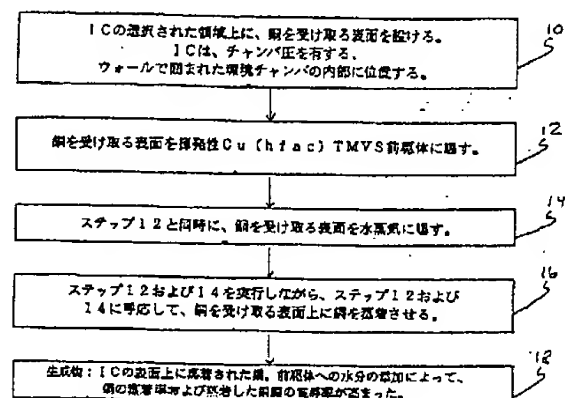 ICの選択された領域上に、銅を受け取る表面を設ける。
ICは、チャンバ圧を有する、
ウォールで囲まれた環境チャンバの内部に位置する。
10
銅を受け取る表面を揮発性Cu(hfac)TMVS前駆体に曝す。
12
ステップ12と同時に、銅を受け取る表面を水蒸気に曝す。
14
ステップ12および14を実行しながら、ステップ12および
14に呼応して、銅を受け取る表面上に銅を蒸着させる。
16
生成物:ICの表面上に蒸着された銅。前駆体への水分の添加によって、
銅の蒸着率および蒸着した銅膜の電導率が高まった。
18